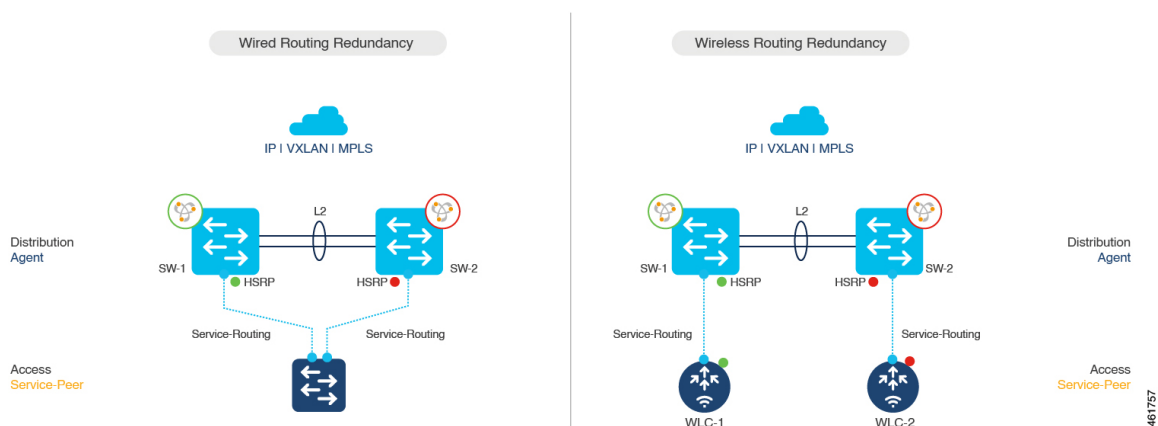 Wired Routing Redundancy
IP | VXLAN | MPLS
L2
SW-1
SW-2
HSRP
HSRP
Distribution
Agent
Service-Routing
Service-Routing
Access
Service-Peer
Wireless Routing Redundancy
IP | VXLAN | MPLS
L2
SW-1
SW-2
HSRP
HSRP
Distribution
Agent
Service-Routing
Service-Routing
Access
Service-Peer
WLC-1
WLC-2
461757